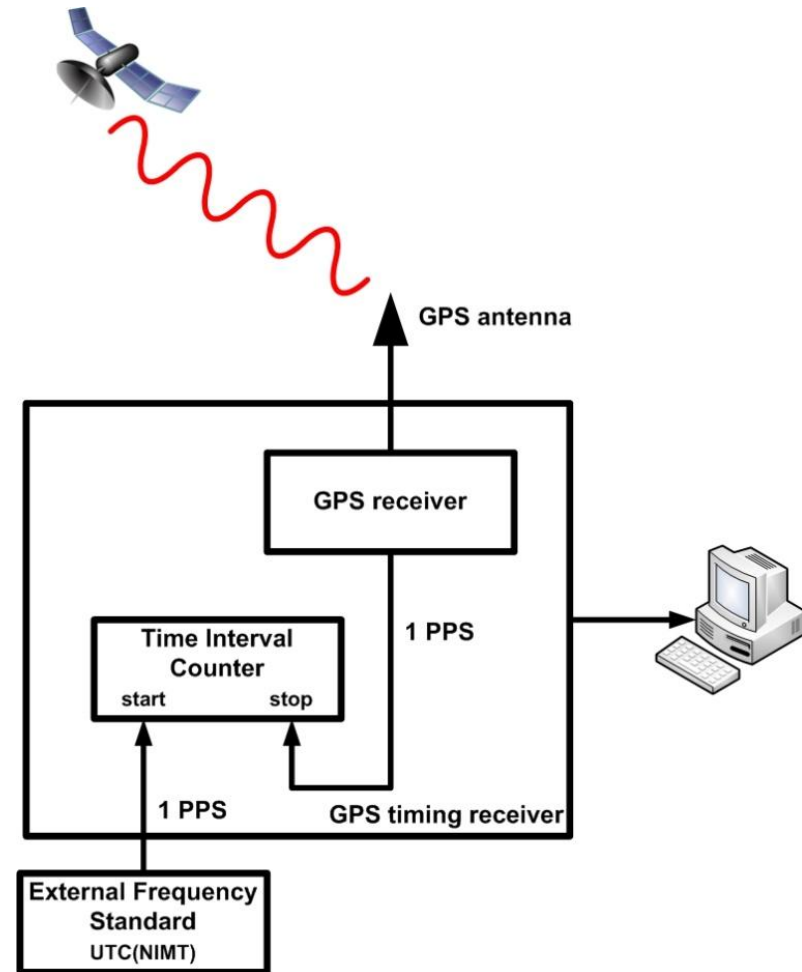 GPS antenna
GPS receiver
1 PPS
Time Interval
Counter
start stop
1 PPS
GPS timing receiver
External Frequency
Standard
UTC(NIMT)